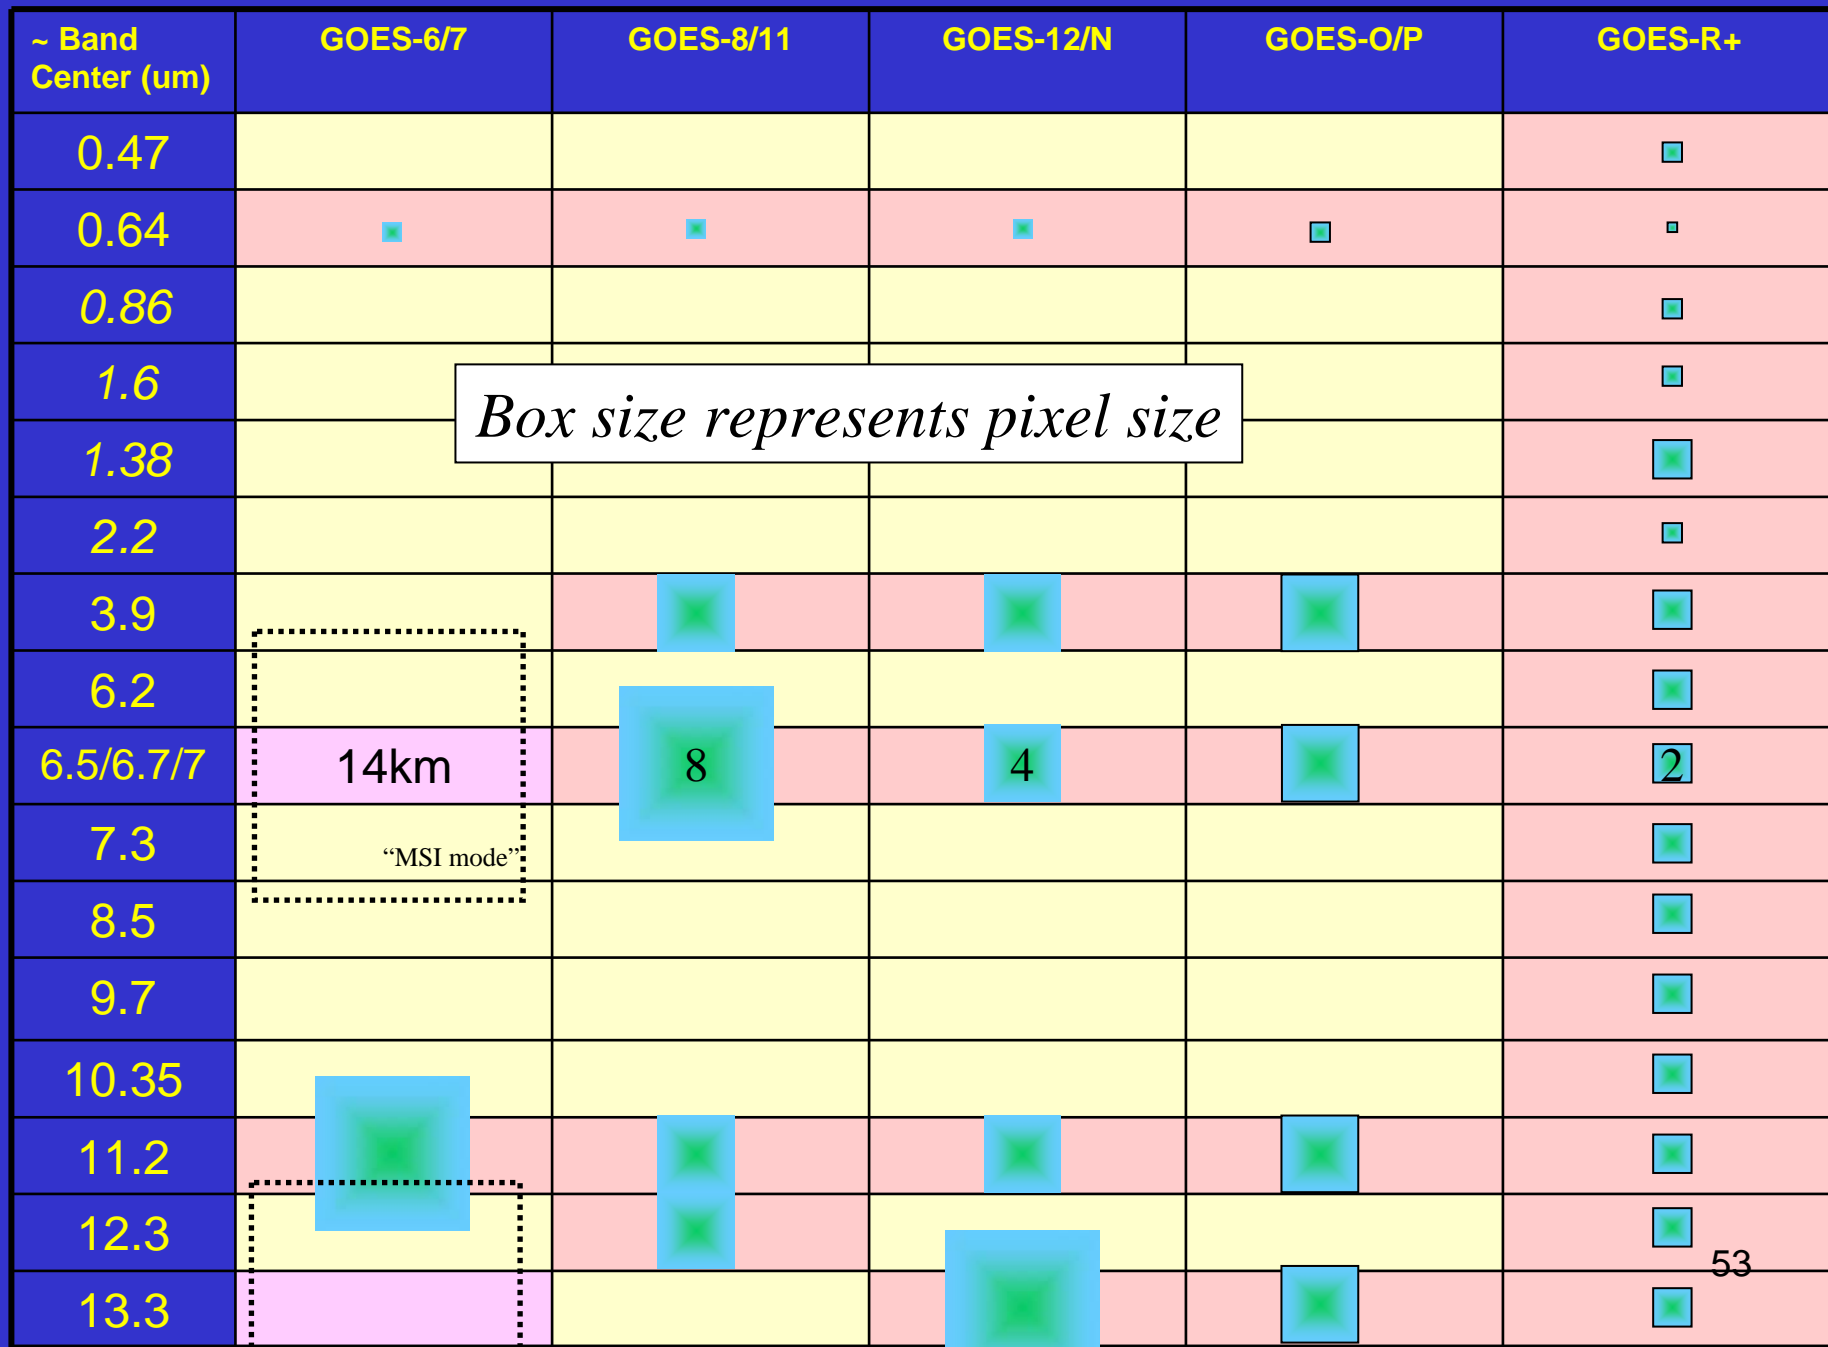 ~ Band
Center (um)
GOES-6/7
GOES-8/11
GOES-12/N
GOES-O/P
GOES-R+
0.47
0.64
0.86
1.6
Box size represents pixel size
1.38
2.2
3.9
6.2
6.5/6.7/7
14km
8
4
2
7.3
“MSI mode”
8.5
9.7
10.35
11.2
12.3
53
13.3